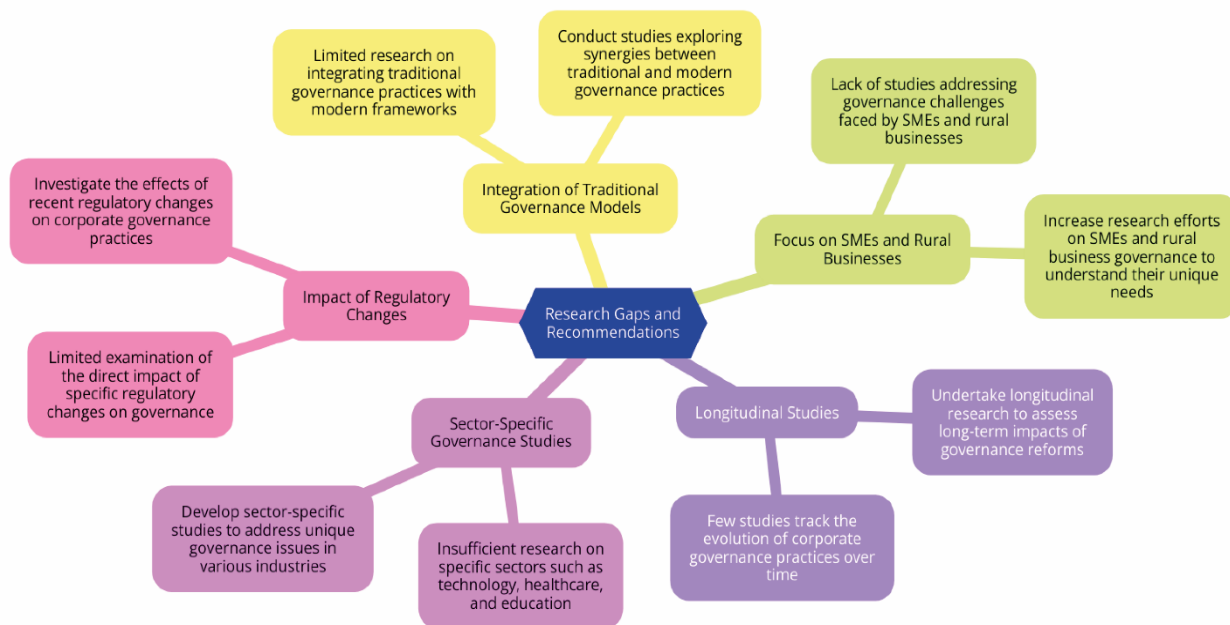 Limited research on
integrating traditional
governance practices with
modern frameworks
Conduct studies exploring
synergies between
traditional and modern
governance practices
Integration of Traditional
Governance Models
Lack of studies addressing
governance challenges
faced by SMEs and rural
businesses
Focus on SMEs and Rural
Businesses
Increase research efforts
on SMEs and rural
business governance to
understand their unique
needs
Investigate the effects of
recent regulatory changes
on corporate governance
practices
Impact of Regulatory
Changes
Limited examination of
the direct impact of
specific regulatory
changes on governance
Research Gaps and
Recommendations
Sector-Specific
Governance Studies
Develop sector-specific
studies to address unique
governance issues in
various industries
Insufficient research on
specific sectors such as
technology, healthcare,
and education
Longitudinal Studies
Undertake longitudinal
research to assess
long-term impacts of
governance reforms
Few studies track the
evolution of corporate
governance practices over
time